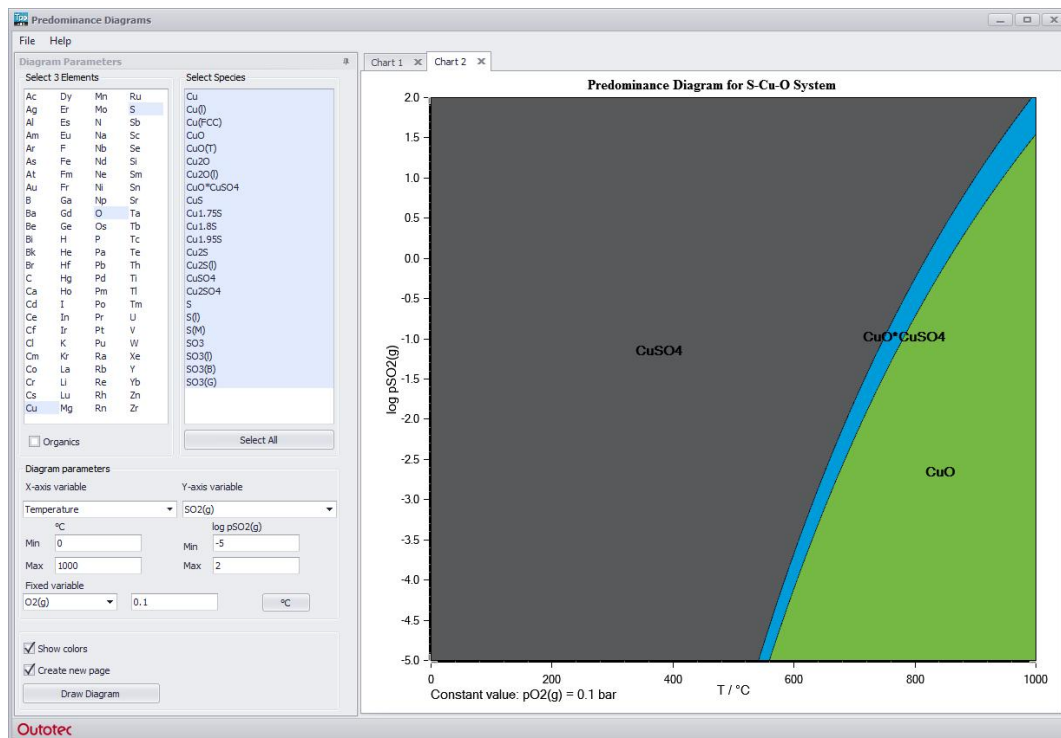 Predominance Diagrams
File Help
Diagram Parameters
Select 3 Elements
Ac Dy Mn Ru
Ag Er Mo S
Al Es N Sb
Am Eu Na Sc
Ar F Nb Se
As Fe Nd Si
At Fm Ne Sm
Au Fr Ni Sn
B Ga Np Sr
Ba Gd O Ta
Be Ge Os Tb
Bi H P Tc
Bk He Pa Te
Br Hf Pb Th
C Hg Pd Ti
Ca Ho Pm Tl
Cd I Po Tm
Ce In Pr U
Cf Ir Pt V
Cl K Pu W
Cm Kr Ra Xe
Co La Rb Y
Cr Li Re Yb
Cs Lu Rh Zn
Cu Mg Rn Zr
Organics
Select Species
Cu
Cu(l)
Cu(FCC)
CuO
CuO(T)
Cu2O
Cu2O(l)
CuO*CuSO4
CuS
Cu1.75S
Cu1.8S
Cu1.95S
Cu2S
Cu2S(l)
CuSO4
Cu2SO4
S
S(l)
S(M)
SO3
SO3(l)
SO3(B)
SO3(G)
Select All
Diagram parameters
X-axis variable Y-axis variable
Temperature SO2(g)
°C log pSO2(g)
Min 0 Min -5
Max 1000 Max 2
Fixed variable
O2(g) 0.1 °C
Show colors
Create new page
Draw Diagram
Outotec
Chart 1 Chart 2
Predominance Diagram for S-Cu-O System
2.0
1.5
1.0
0.5
0.0
-0.5
-1.0
-1.5
-2.0
-2.5
-3.0
-3.5
-4.0
-4.5
-5.0
log pSO2(g)
CuSO4
CuO*CuSO4
CuO
0 200 400 600 800 1000
T / °C
Constant value: pO2(g) = 0.1 bar